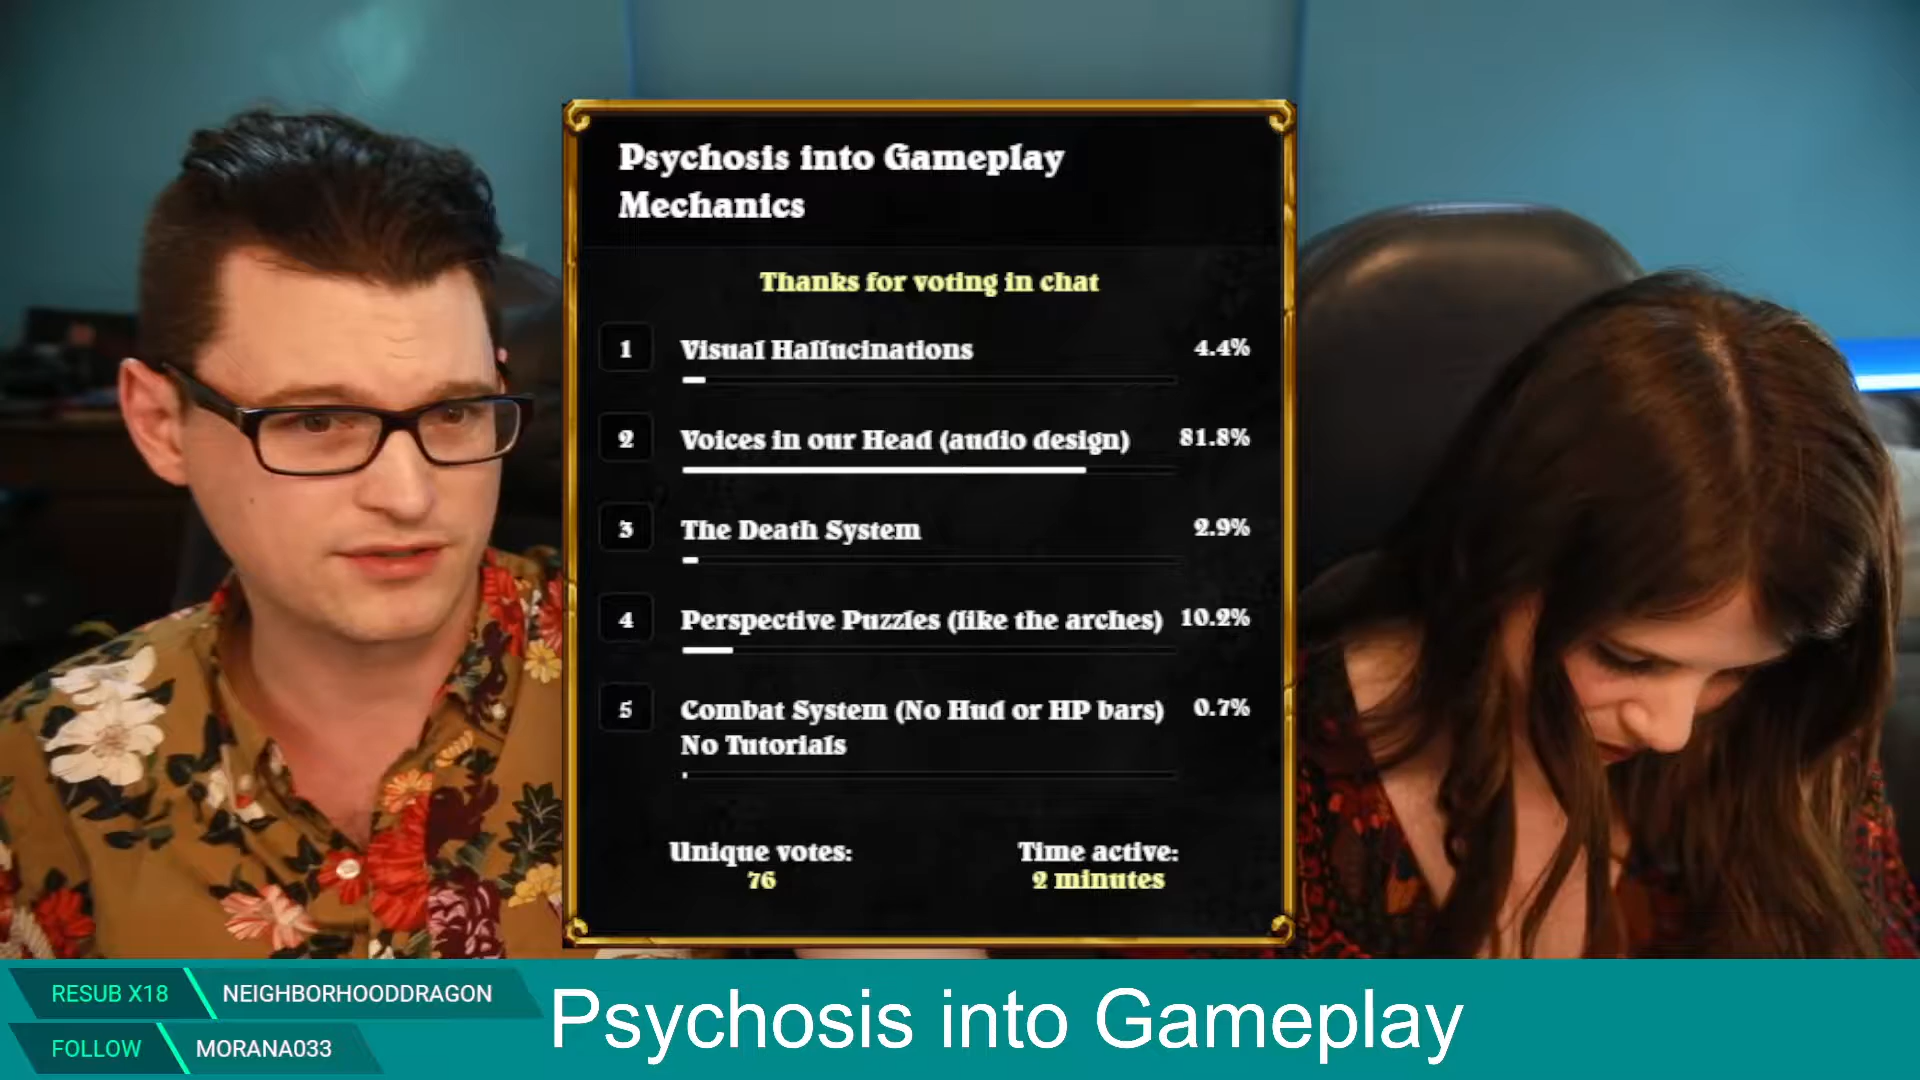 Psychosis into Gameplay
Mechanics
Thanks for voting in chat
1 Visual Hallucinations 4.4%
2 Voices in our Head (audio design) 81.8%
3 The Death System 2.9%
4 Perspective Puzzles (like the arches) 10.2%
5 Combat System (No Hud or HP bars) 0.7%
No Tutorials
Unique votes: Time active:
76 2 minutes
RESUB X18 NEIGHBORHOODDRAGON
FOLLOW MORANA033
Psychosis into Gameplay